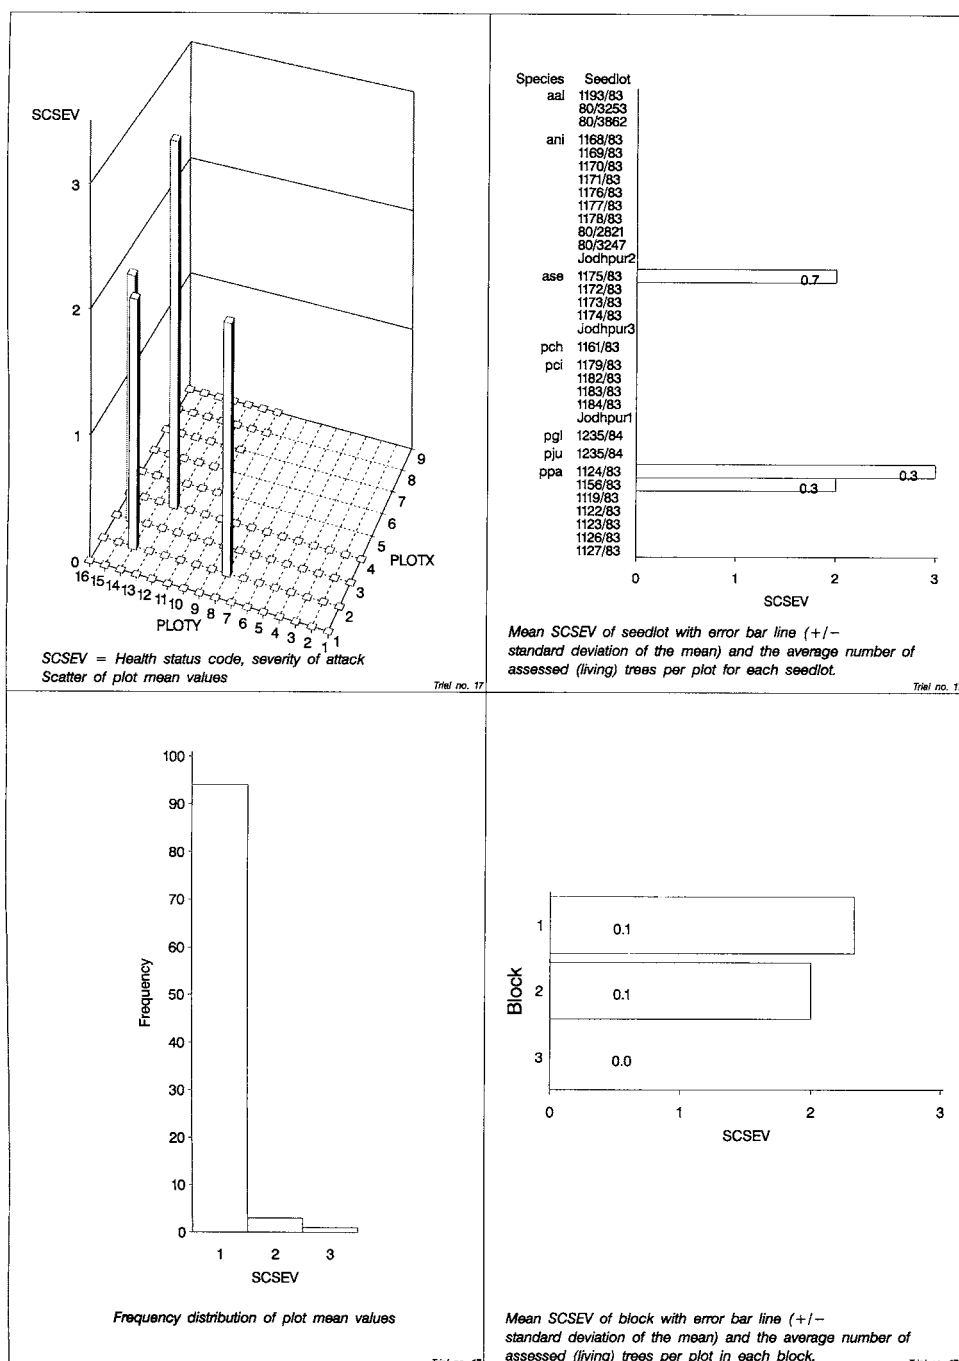 SCSEV
3
2
1
0
16 15 14 13 12 11 10 9 8 7 6 5 4 3 2 1
PLOTY
1 2 3 4 5 6 7 8 9
PLOTX
SCSEV = Health status code, severity of attack
Scatter of plot mean values
Trial no. 17
Species Seedlot
aal 1193/83
80/3253
80/3862
ani 1168/83
1169/83
1170/83
1171/83
1176/83
1177/83
1178/83
80/2821
80/3247
Jodhpur2
ase 1175/83 0.7
1172/83
1173/83
1174/83
Jodhpur3
pch 1161/83
pci 1179/83
1182/83
1183/83
1184/83
Jodhpur1
pgl 1235/84
pju 1235/84
ppa 1124/83 0.3
1156/83 0.3
1119/83
1122/83
1123/83
1126/83
1127/83
0 1 2 3
SCSEV
Mean SCSEV of seedlot with error bar line (+/-
standard deviation of the mean) and the average number of
assessed (living) trees per plot for each seedlot.
Trial no. 1
100
90
80
70
60
50
40
30
20
10
0
Frequency
1 2 3
SCSEV
Frequency distribution of plot mean values
1 0.1
2 0.1
3 0.0
Block
0 1 2 3
SCSEV
Mean SCSEV of block with error bar line (+/-
standard deviation of the mean) and the average number of
assessed (living) trees per plot in each block.